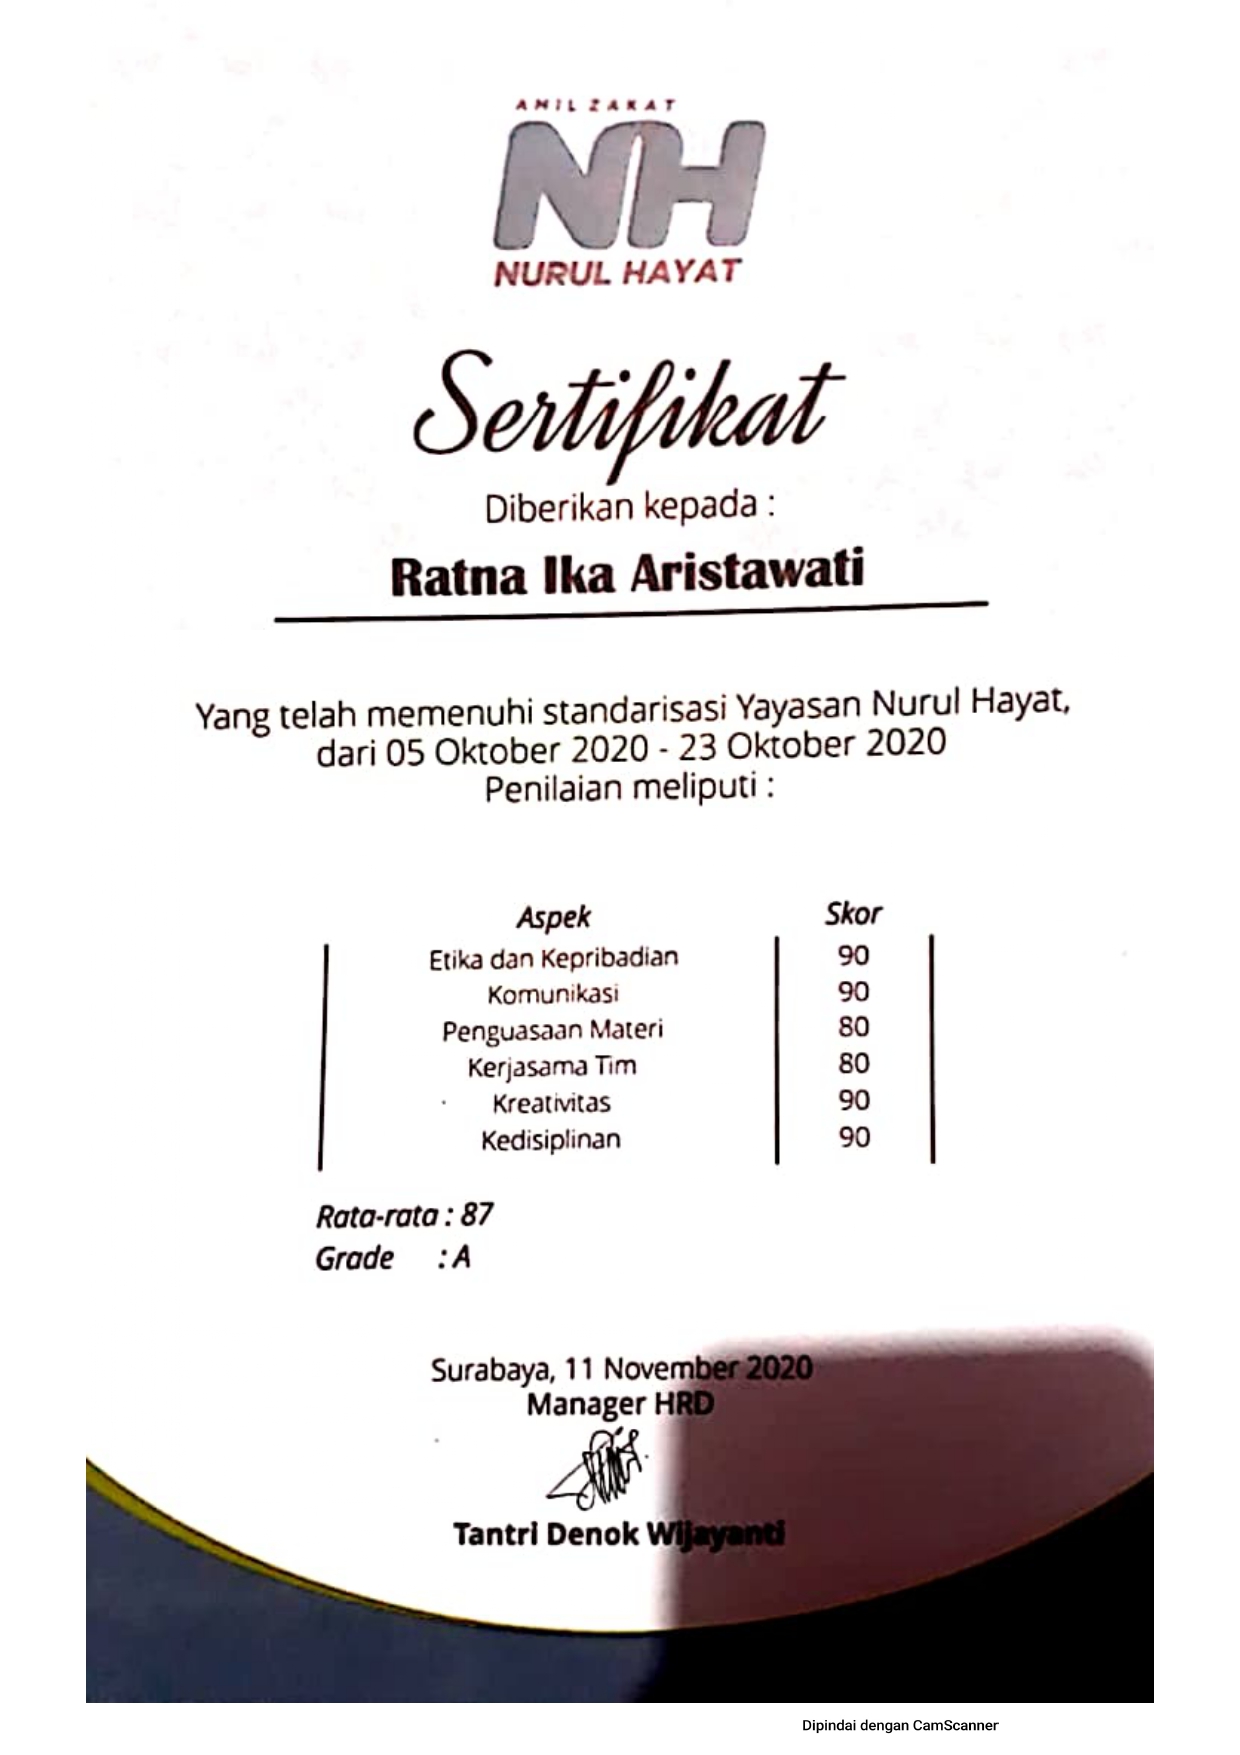 AMIL ZAKAT
NH
NURUL HAYAT
Sertifikat
Diberikan kepada :
Ratna Ika Aristawati
Yang telah memenuhi standarisasi Yayasan Nurul Hayat,
dari 05 Oktober 2020 - 23 Oktober 2020
Penilaian meliputi :
Aspek Skor
Etika dan Kepribadian 90
Komunikasi 90
Penguasaan Materi 80
Kerjasama Tim 80
Kreativitas 90
Kedisiplinan 90
Rata-rata : 87
Grade : A
Surabaya, 11 November 2020
Manager HRD
Tantri Denok Wijayanti
Dipindai dengan CamScanner